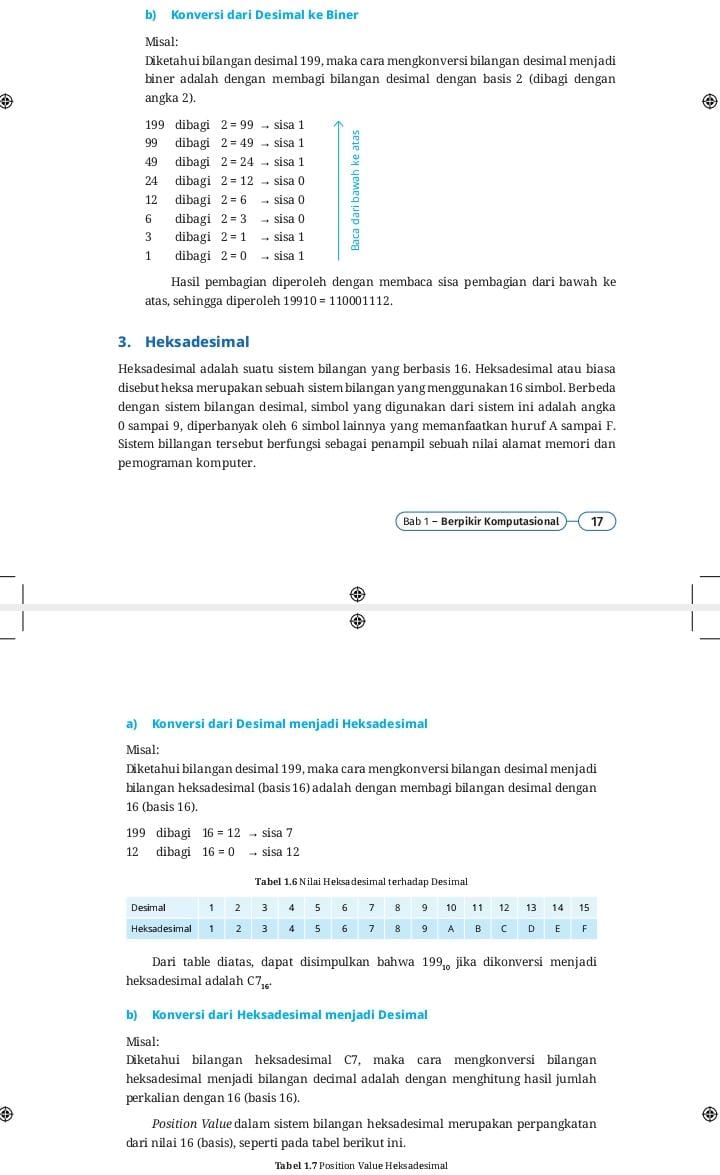 b) Konversi dari Desimal ke Biner
Misal:
Diketahui bilangan desimal 199, maka cara mengkonversi bilangan desimal menjadi
biner adalah dengan membagi bilangan desimal dengan basis 2 (dibagi dengan
angka 2).
199 dibagi 2 = 99 → sisa 1
99 dibagi 2 = 49 → sisa 1
49 dibagi 2 = 24 → sisa 1
24 dibagi 2 = 12 → sisa 0
12 dibagi 2 = 6 → sisa 0
6 dibagi 2 = 3 → sisa 0
3 dibagi 2 = 1 → sisa 1
1 dibagi 2 = 0 → sisa 1
Baca dari bawah ke atas
Hasil pembagian diperoleh dengan membaca sisa pembagian dari bawah ke
atas, sehingga diperoleh 19910 = 110001112.
3. Heksadesimal
Heksadesimal adalah suatu sistem bilangan yang berbasis 16. Heksadesimal atau biasa
disebut heksa merupakan sebuah sistem bilangan yang menggunakan 16 simbol. Berbeda
dengan sistem bilangan desimal, simbol yang digunakan dari sistem ini adalah angka
0 sampai 9, diperbanyak oleh 6 simbol lainnya yang memanfaatkan huruf A sampai F.
Sistem billangan tersebut berfungsi sebagai penampil sebuah nilai alamat memori dan
pemograman komputer.
Bab 1 – Berpikir Komputasional 17
a) Konversi dari Desimal menjadi Heksadesimal
Misal:
Diketahui bilangan desimal 199, maka cara mengkonversi bilangan desimal menjadi
bilangan heksadesimal (basis 16) adalah dengan membagi bilangan desimal dengan
16 (basis 16).
199 dibagi 16 = 12 → sisa 7
12 dibagi 16 = 0 → sisa 12
Tabel 1.6 Nilai Heksadesimal terhadap Desimal
Desimal 1 2 3 4 5 6 7 8 9 10 11 12 13 14 15
Heksadesimal 1 2 3 4 5 6 7 8 9 A B C D E F
Dari table diatas, dapat disimpulkan bahwa 199₁₀ jika dikonversi menjadi
heksadesimal adalah C7₁₆.
b) Konversi dari Heksadesimal menjadi Desimal
Misal:
Diketahui bilangan heksadesimal C7, maka cara mengkonversi bilangan
heksadesimal menjadi bilangan decimal adalah dengan menghitung hasil jumlah
perkalian dengan 16 (basis 16).
Position Value dalam sistem bilangan heksadesimal merupakan perpangkatan
dari nilai 16 (basis), seperti pada tabel berikut ini.
Tabel 1.7 Position Value Heksadesimal